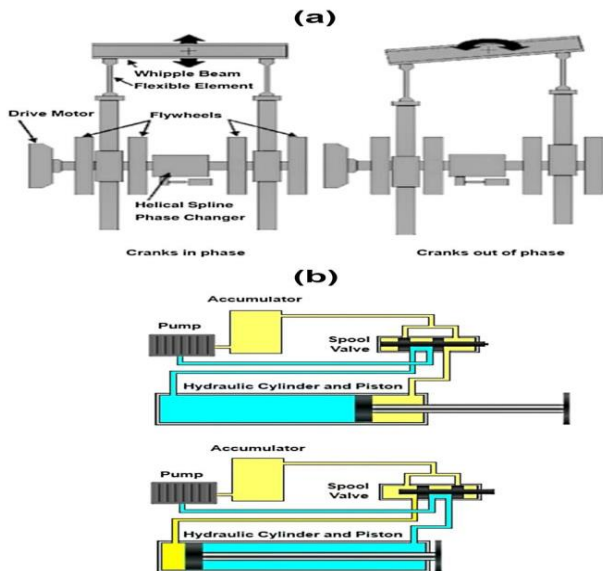 (a)
Whipple Beam
Flexible Element
Drive Motor
Flywheels
Helical Spline
Phase Changer
Cranks in phase
Cranks out of phase
(b)
Accumulator
Pump
Spool
Valve
Hydraulic Cylinder and Piston
Accumulator
Pump
Spool
Valve
Hydraulic Cylinder and Piston